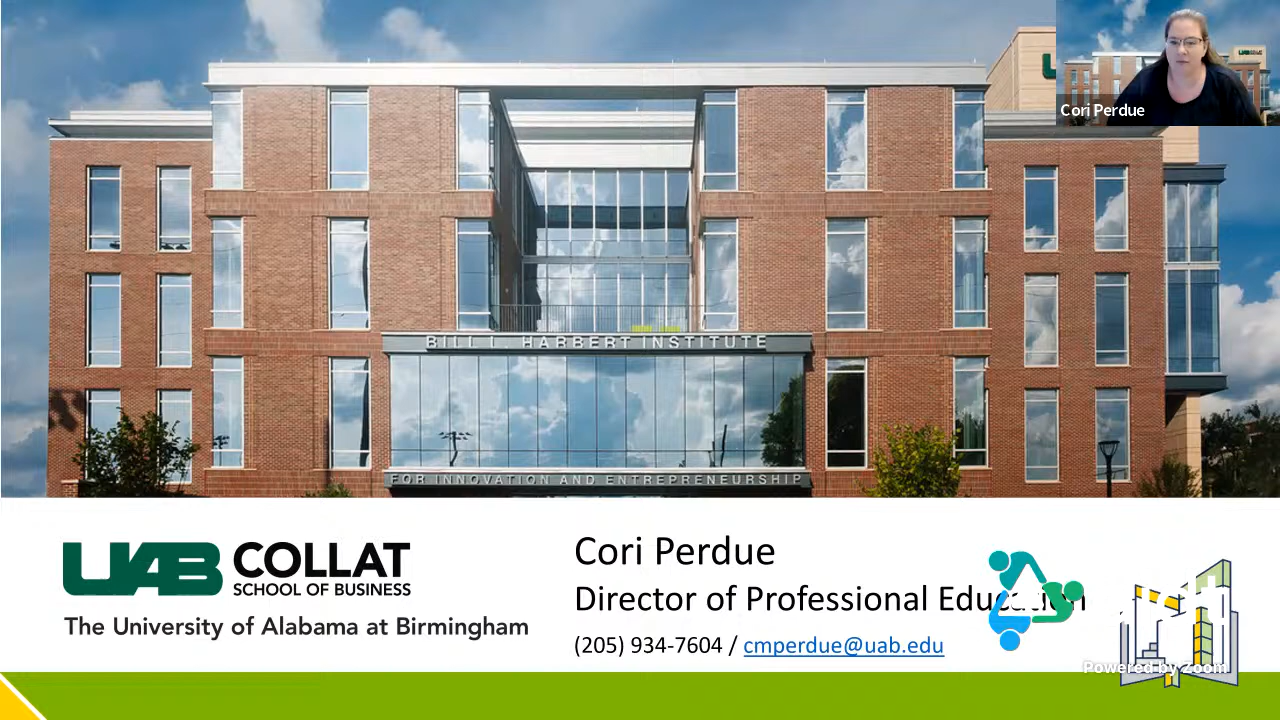 Cori Perdue
BILL L. HARBERT INSTITUTE
FOR INNOVATION AND ENTREPRENEURSHIP
UAB COLLAT
SCHOOL OF BUSINESS
The University of Alabama at Birmingham
Cori Perdue
Director of Professional Education
(205) 934-7604 / cmperdue@uab.edu
Powered by Zoom